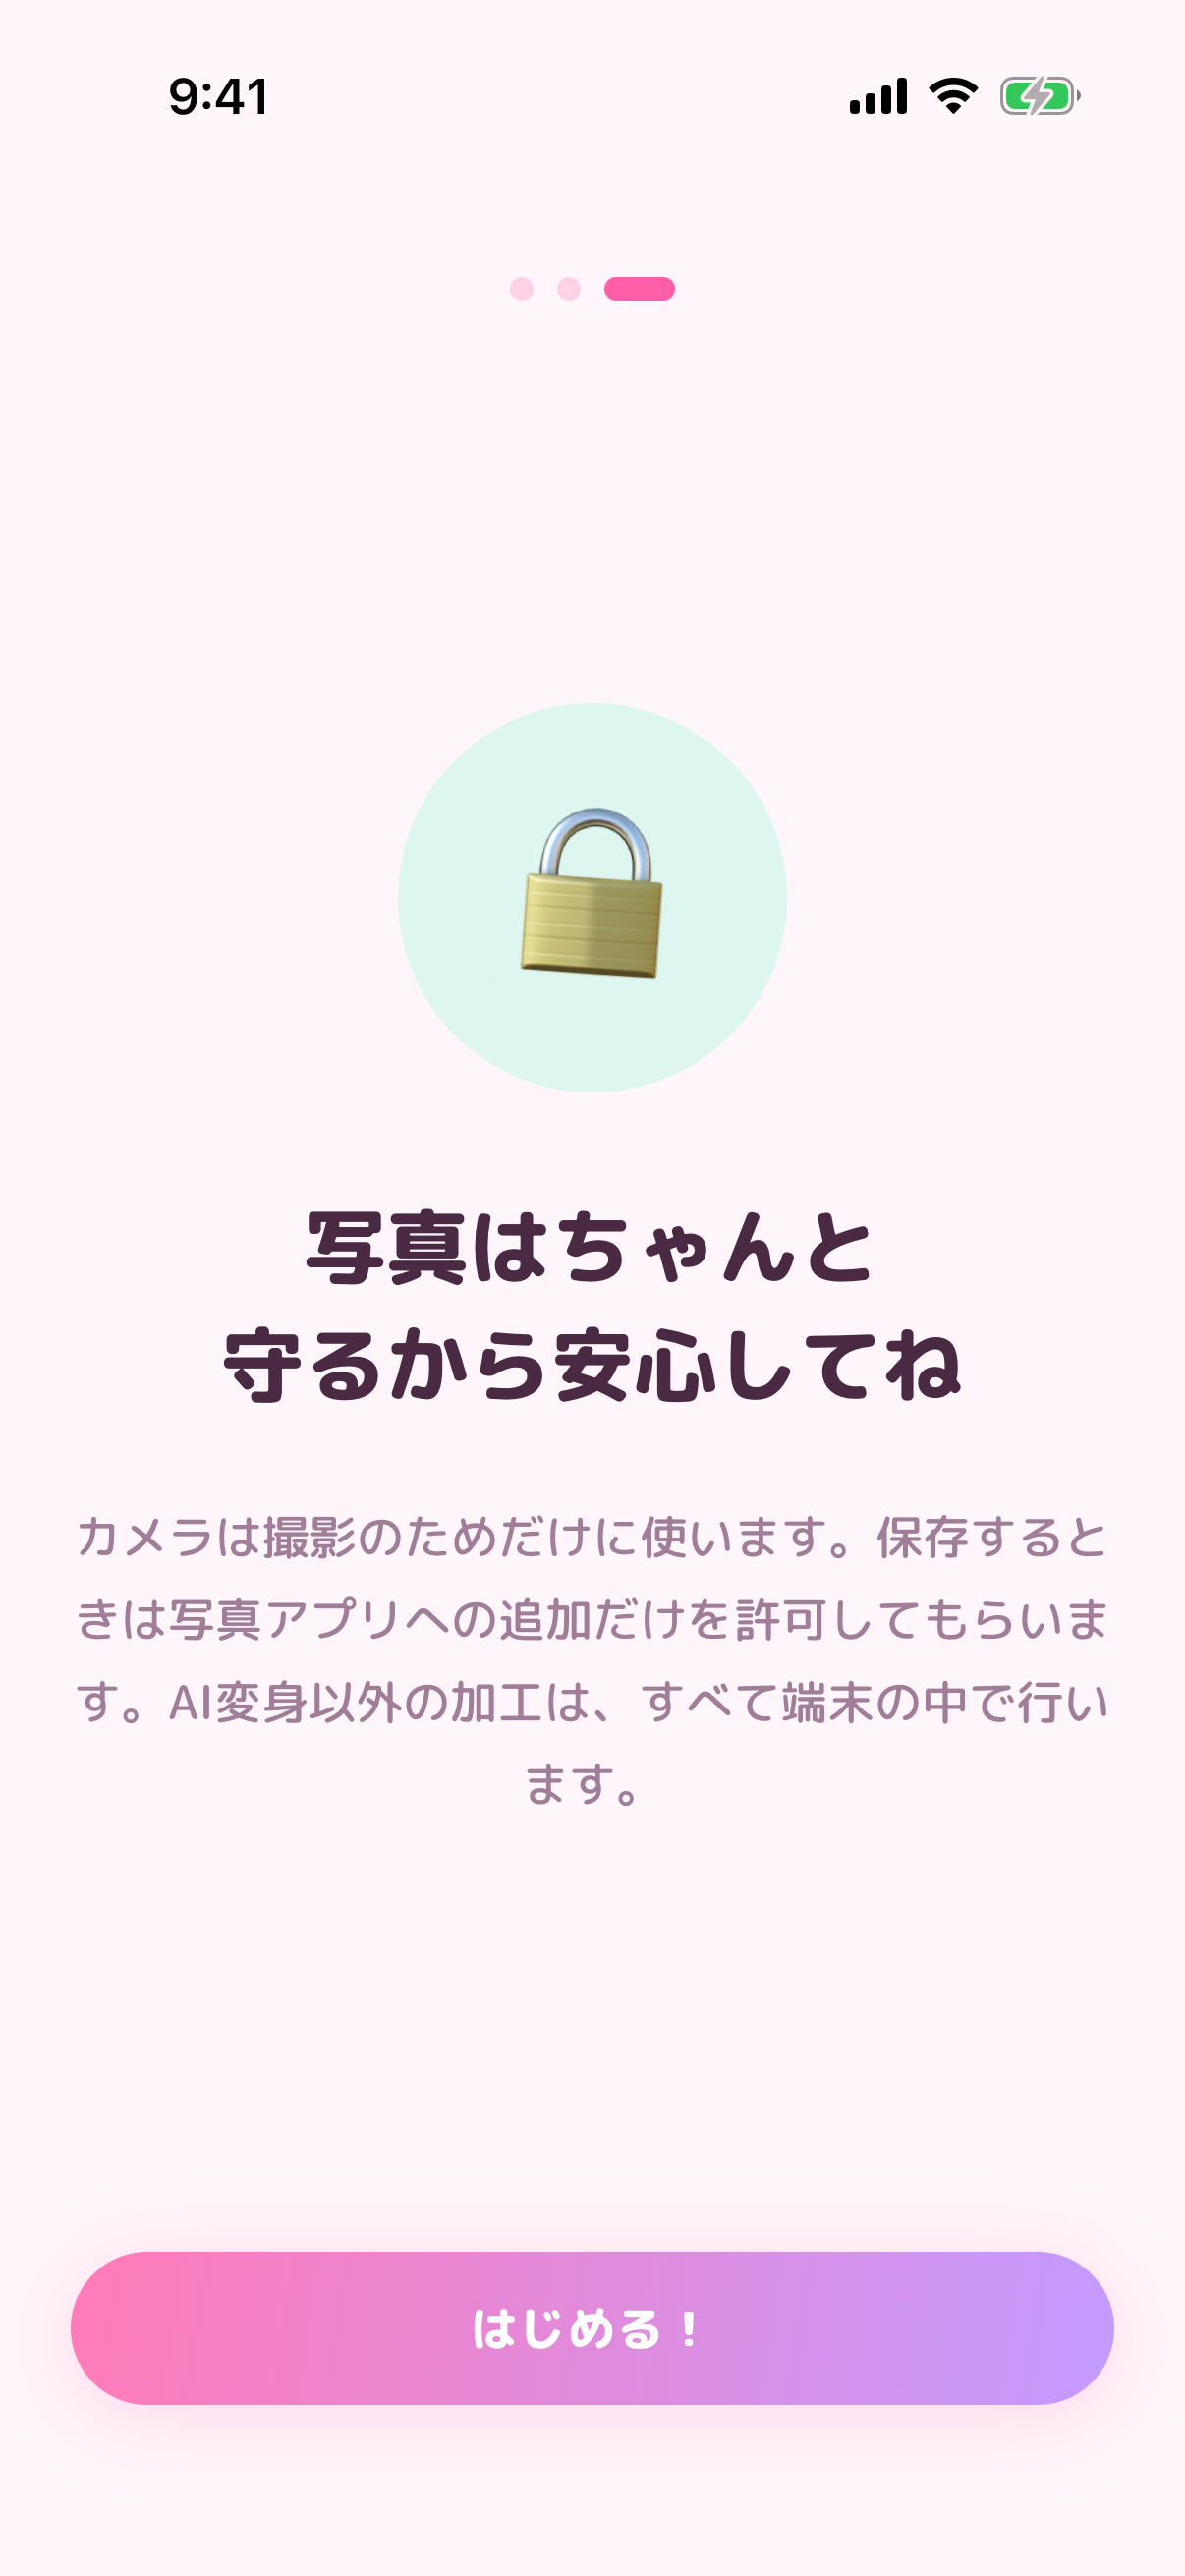 9:41
写真はちゃんと
守るから安心してね
カメラは撮影のためだけに使います。保存すると
きは写真アプリへの追加だけを許可してもらいま
す。AI変身以外の加工は、すべて端末の中で行い
ます。
はじめる！